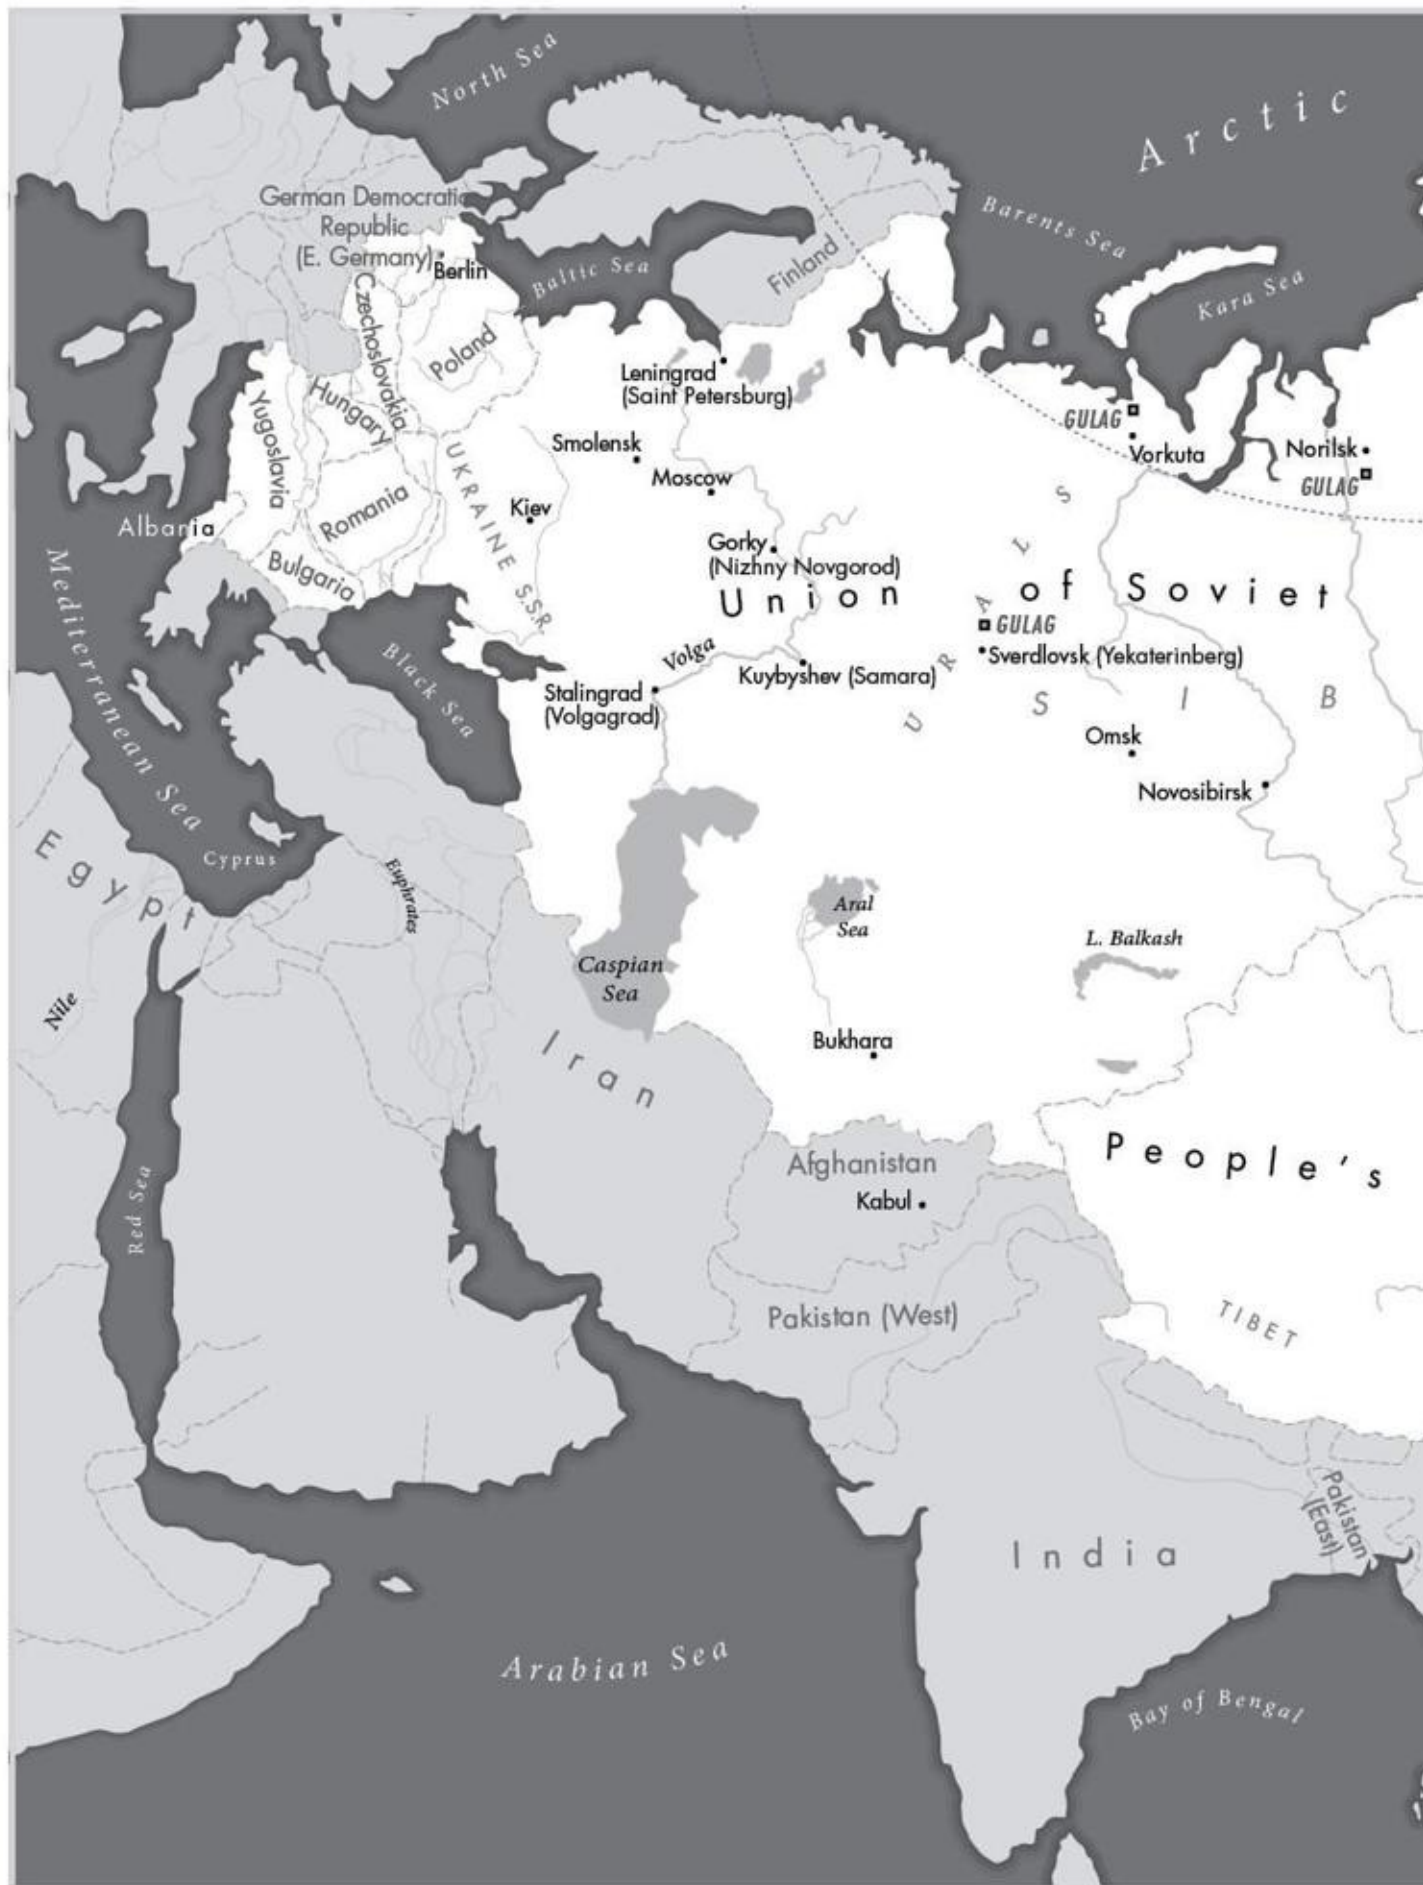 North Sea
Arctic
German Democratic
Republic
(E. Germany)
Berlin
Baltic Sea
Finland
Barents Sea
Kara Sea
Czechoslovakia
Poland
Leningrad
(Saint Petersburg)
Hungary
Yugoslavia
GULAG
Vorkuta
Norilsk
GULAG
Smolensk
Moscow
UKRAINE S.S.R.
Romania
Kiev
Albania
Bulgaria
Gorky
(Nizhny Novgorod)
Union of Soviet
URALS
GULAG
Sverdlovsk (Yekaterinberg)
Mediterranean Sea
Black Sea
Volga
Kuybyshev (Samara)
Stalingrad
(Volgagrad)
SIB
Omsk
Novosibirsk
Egypt
Cyprus
Euphrates
Aral
Sea
L. Balkash
Caspian
Sea
Nile
Iran
Bukhara
People's
Afghanistan
Kabul
Red Sea
Pakistan (West)
TIBET
Pakistan
(East)
India
Arabian Sea
Bay of Bengal